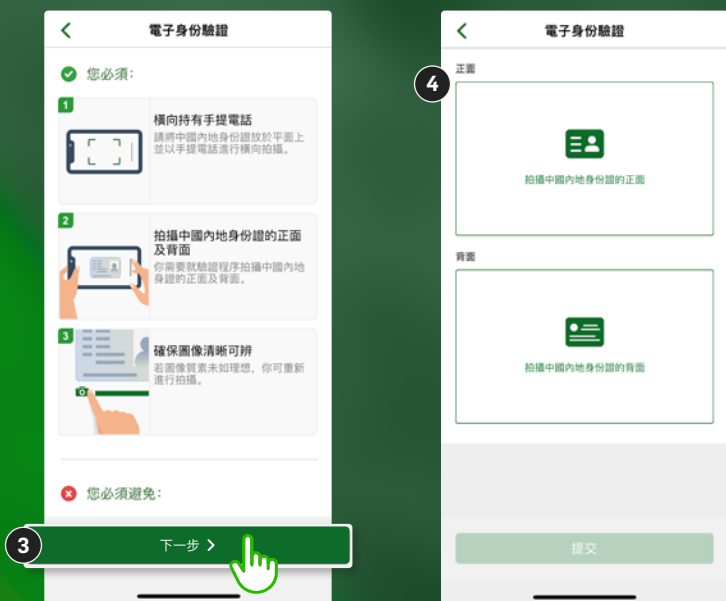 電子身份驗證
您必須：
1
橫向持有手提電話
請將中國內地身份證放於平面上
並以手提電話進行橫向拍攝。
2
拍攝中國內地身份證的正面
及背面
你需要就驗證程序拍攝中國內地
身證的正面及背面。
3
確保圖像清晰可辨
若圖像質素未如理想，你可重新
進行拍攝。
您必須避免：
3
下一步
電子身份驗證
4
正面
拍攝中國內地身份證的正面
背面
拍攝中國內地身份證的背面
提交